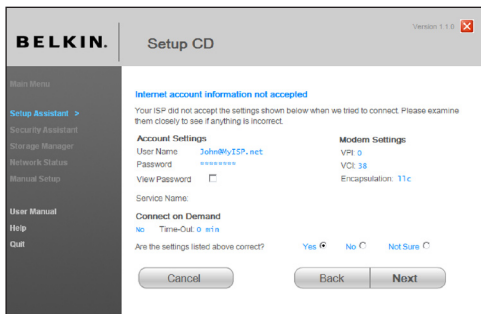 Version 1.1.0
BELKIN.
Setup CD
Main Menu
Setup Assistant >
Security Assistant
Storage Manager
Network Status
Manual Setup
User Manual
Help
Quit
Internet account information not accepted
Your ISP did not accept the settings shown below when we tried to connect. Please examine
them closely to see if anything is incorrect.
Account Settings
User Name John@MyISP.net
Password ********
View Password
Service Name:
Modem Settings
VPI: 0
VCI: 38
Encapsulation: llc
Connect on Demand
No Time-Out: 0 min
Are the settings listed above correct? Yes No Not Sure
Cancel Back Next